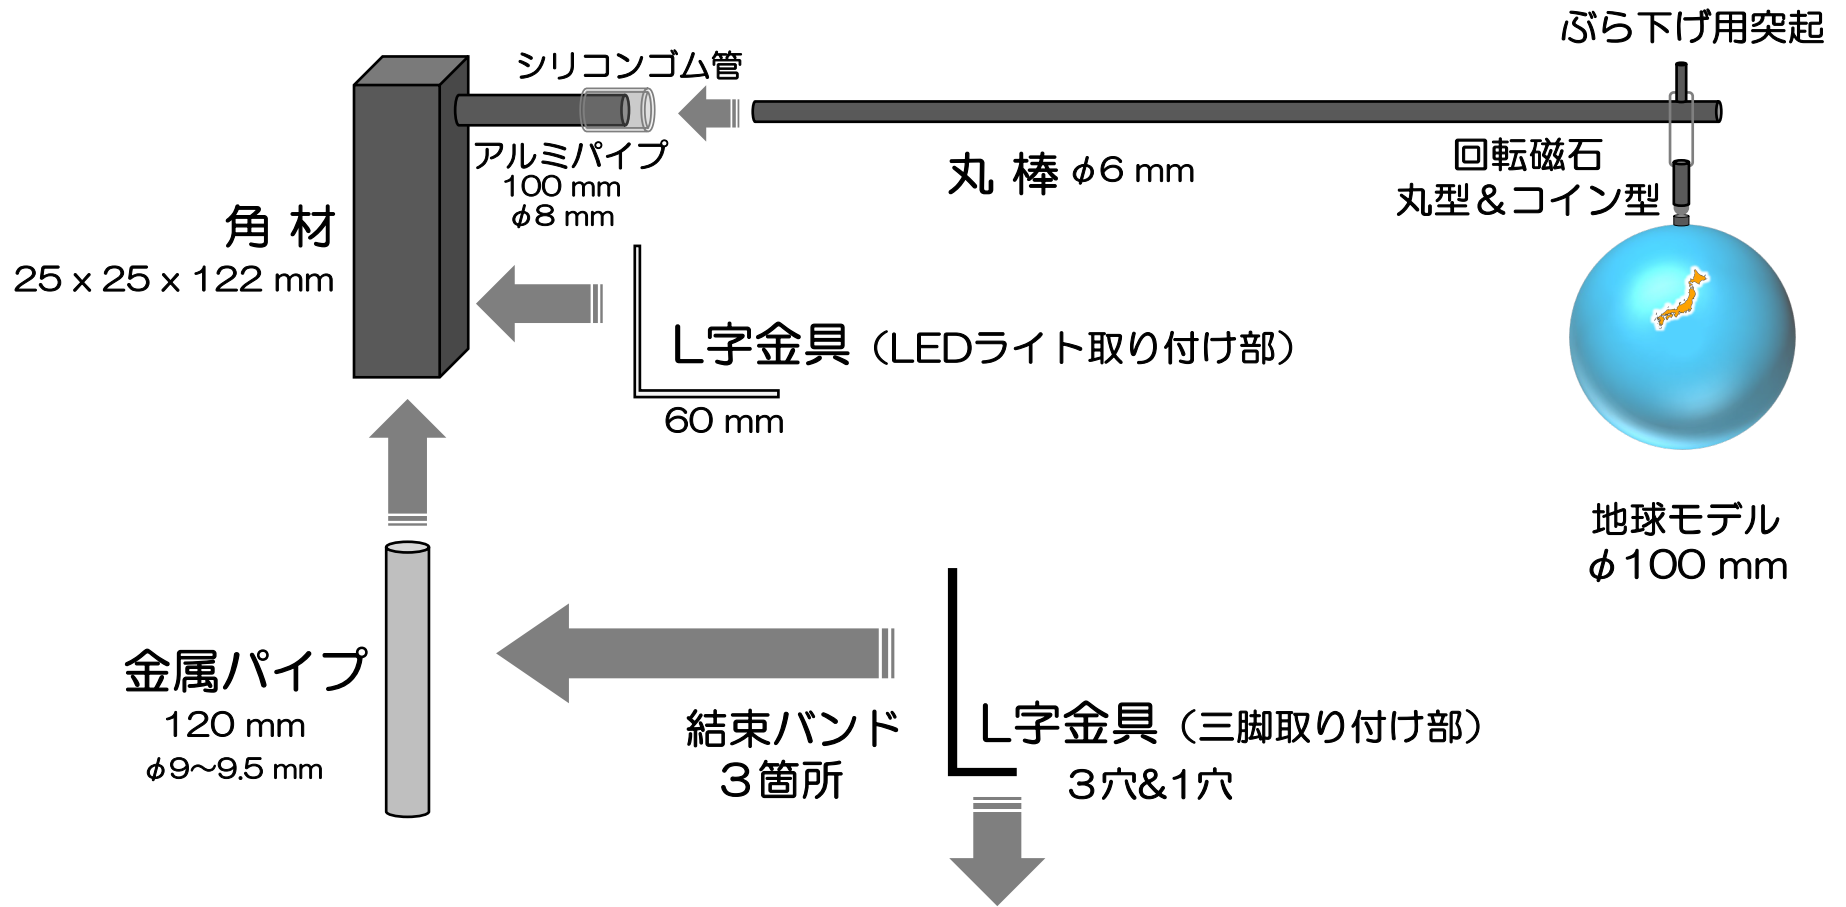 ぶら下げ用突起
シリコンゴム管
アルミパイプ
100 mm
φ8 mm
丸 棒 φ6 mm
回転磁石
丸型＆コイン型
角 材
25 x 25 x 122 mm
L字金具（LEDライト取り付け部）
60 mm
地球モデル
φ100 mm
金属パイプ
120 mm
φ9～9.5 mm
結束バンド
3箇所
L字金具（三脚取り付け部）
3穴&1穴